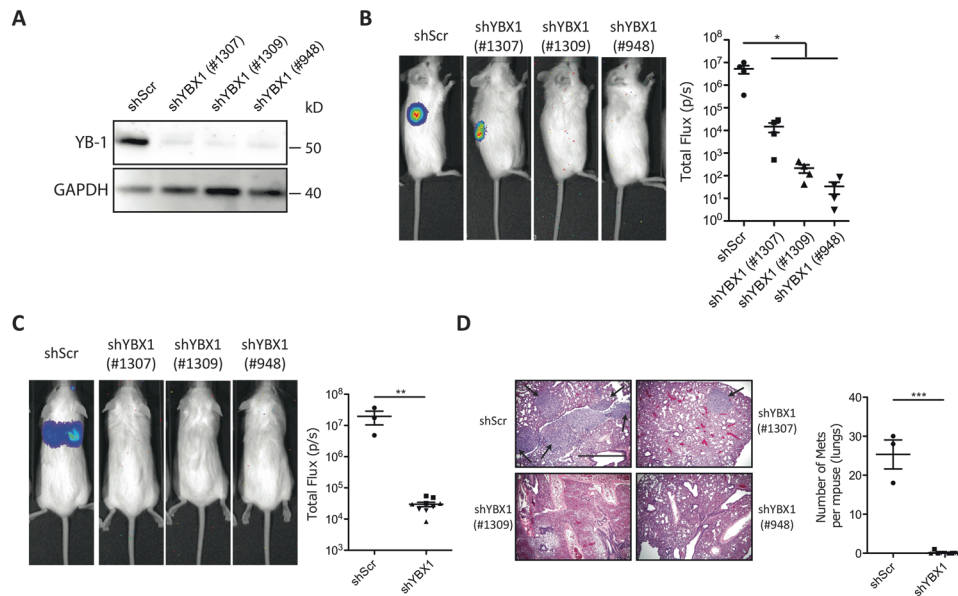 A
shScr
shYBX1 (#1307)
shYBX1 (#1309)
shYBX1 (#948)
kD
YB-1
50
GAPDH
40
B
shScr
shYBX1
(#1307)
shYBX1
(#1309)
shYBX1
(#948)
Total Flux (p/s)
10⁸
10⁷
10⁶
10⁵
10⁴
10³
10²
10¹
10⁰
*
shScr
shYBX1 (#1307)
shYBX1 (#1309)
shYBX1 (#948)
C
shScr
shYBX1
(#1307)
shYBX1
(#1309)
shYBX1
(#948)
Total Flux (p/s)
10⁸
10⁷
10⁶
10⁵
10⁴
10³
**
shScr
shYBX1
D
shScr
shYBX1
(#1307)
shYBX1
(#1309)
shYBX1
(#948)
Number of Mets
per mpuse (lungs)
40
30
20
10
0
***
shScr
shYBX1